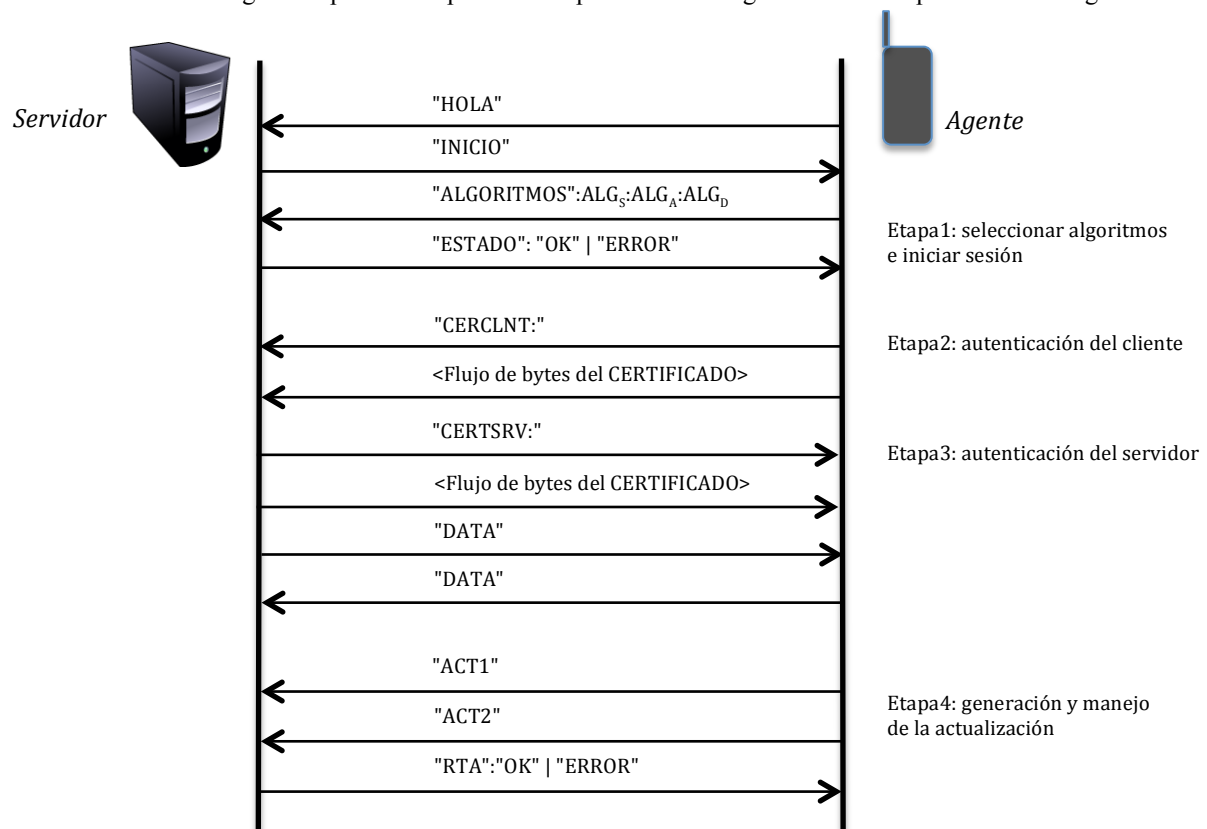 Servidor
Agente
"HOLA"
"INICIO"
"ALGORITMOS":ALGS:ALGA:ALGD
"ESTADO": "OK" | "ERROR"
Etapa1: seleccionar algoritmos
e iniciar sesión
"CERCLNT:"
Etapa2: autenticación del cliente
<Flujo de bytes del CERTIFICADO>
"CERTSRV:"
Etapa3: autenticación del servidor
<Flujo de bytes del CERTIFICADO>
"DATA"
"DATA"
"ACT1"
Etapa4: generación y manejo
de la actualización
"ACT2"
"RTA":"OK" | "ERROR"